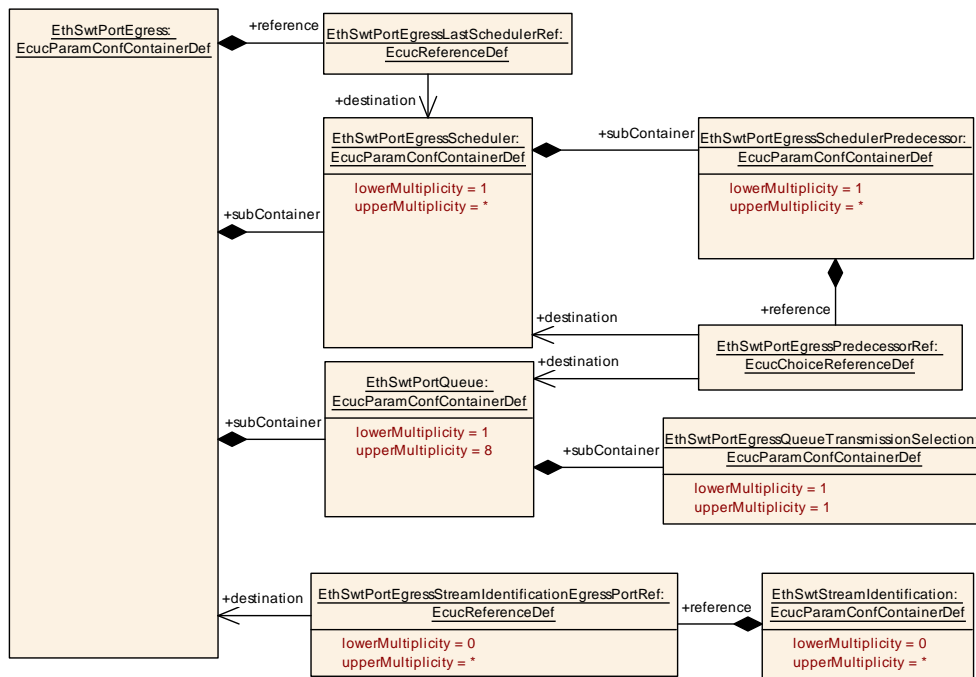 EthSwtPortEgress:
EcucParamConfContainerDef
+reference
EthSwtPortEgressLastSchedulerRef:
EcucReferenceDef
+destination
EthSwtPortEgressScheduler:
EcucParamConfContainerDef
lowerMultiplicity = 1
upperMultiplicity = *
+subContainer
EthSwtPortEgressSchedulerPredecessor:
EcucParamConfContainerDef
lowerMultiplicity = 1
upperMultiplicity = *
+subContainer
+reference
+destination
EthSwtPortEgressPredecessorRef:
EcucChoiceReferenceDef
+destination
EthSwtPortQueue:
EcucParamConfContainerDef
lowerMultiplicity = 1
upperMultiplicity = 8
+subContainer
+subContainer
EthSwtPortEgressQueueTransmissionSelection
EcucParamConfContainerDef
lowerMultiplicity = 1
upperMultiplicity = 1
+destination
EthSwtPortEgressStreamIdentificationEgressPortRef:
EcucReferenceDef
lowerMultiplicity = 0
upperMultiplicity = *
+reference
EthSwtStreamIdentification:
EcucParamConfContainerDef
lowerMultiplicity = 0
upperMultiplicity = *